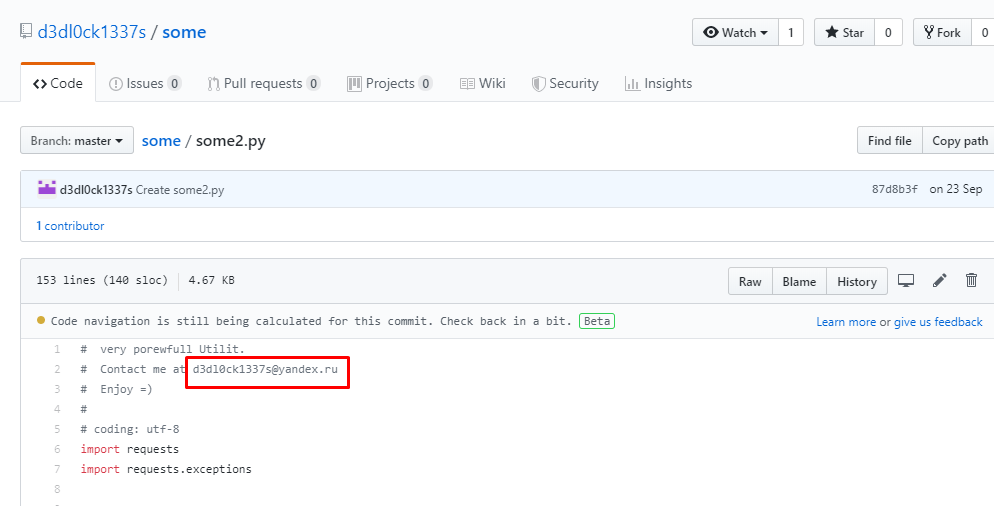 d3dl0ck1337s / some
Watch 1 Star 0 Fork 0
Code Issues 0 Pull requests 0 Projects 0 Wiki Security Insights
Branch: master some / some2.py Find file Copy path
d3dl0ck1337s Create some2.py 87d8b3f on 23 Sep
1 contributor
153 lines (140 sloc) 4.67 KB Raw Blame History
Code navigation is still being calculated for this commit. Check back in a bit. Beta Learn more or give us feedback
1 # very porewfull Utilit.
2 # Contact me at d3dl0ck1337s@yandex.ru
3 # Enjoy =)
4 #
5 # coding: utf-8
6 import requests
7 import requests.exceptions
8